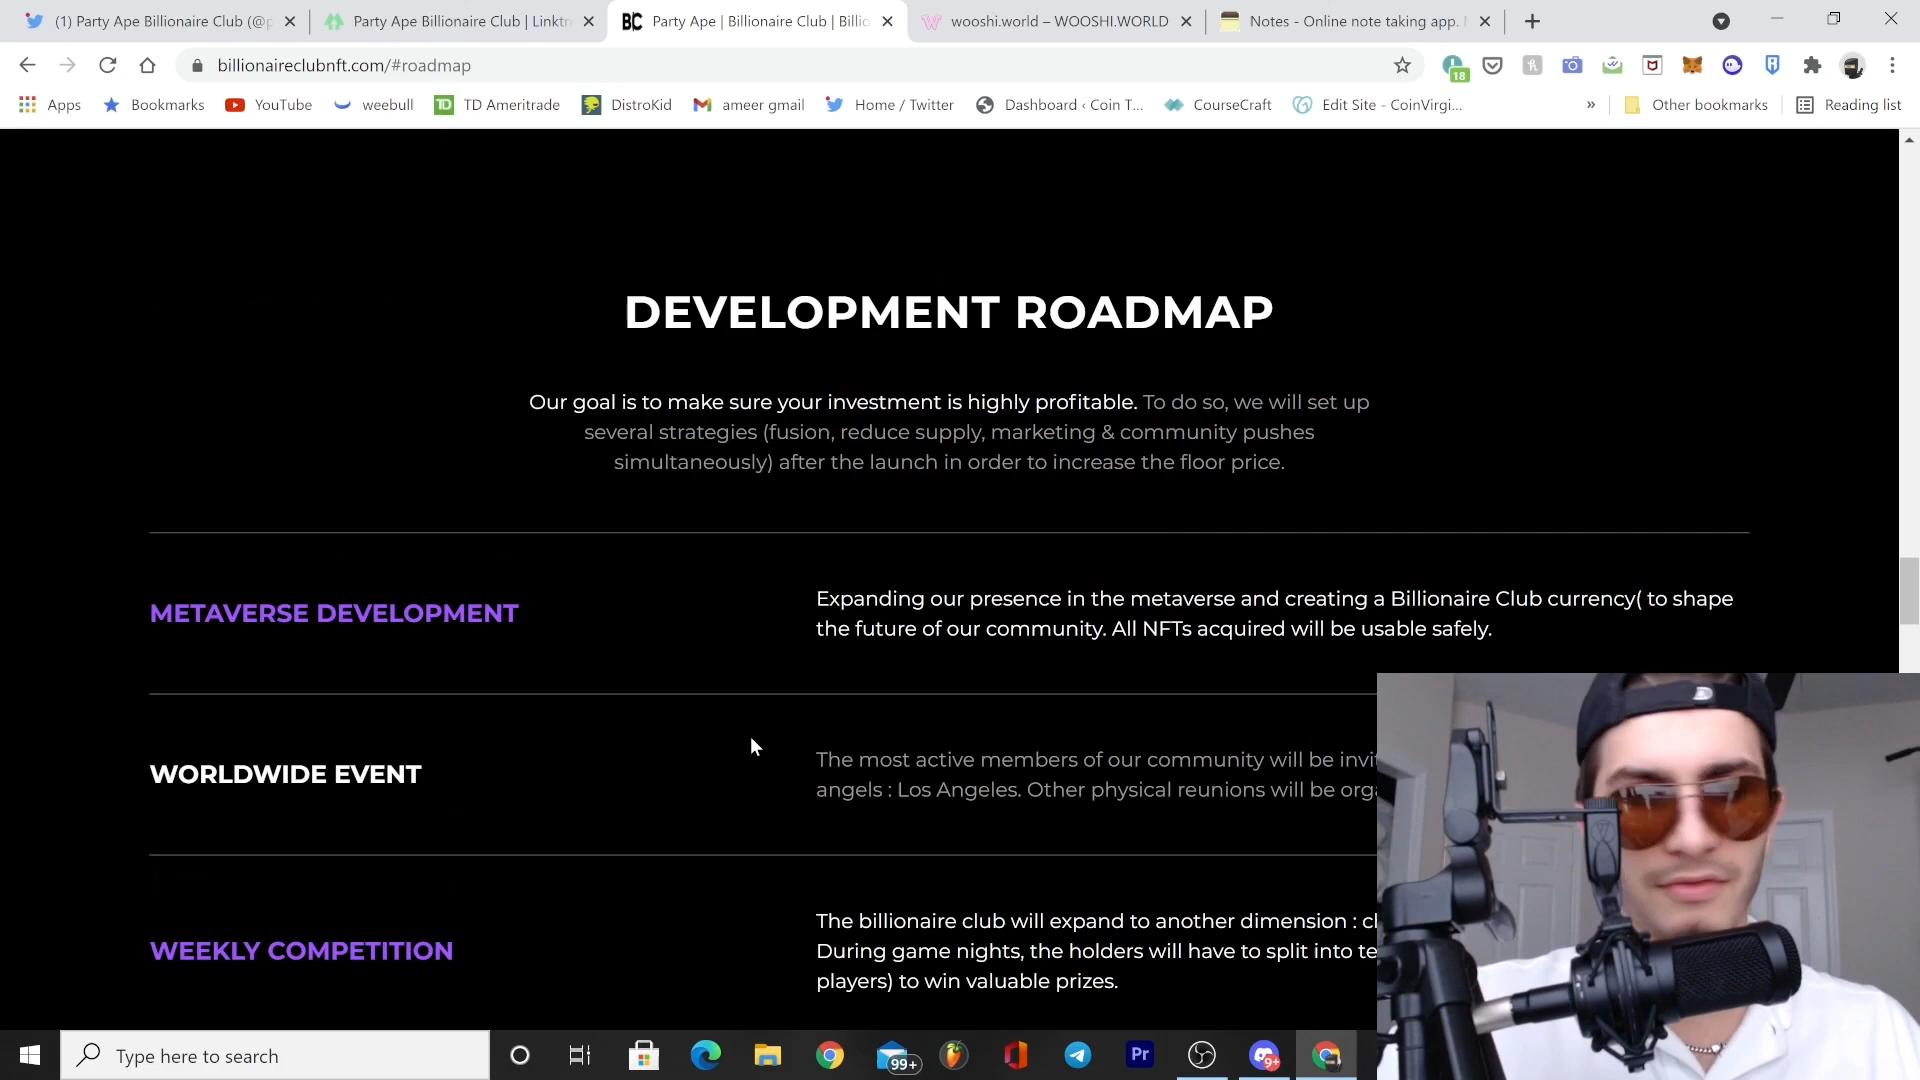 (1) Party Ape Billionaire Club (@p
Party Ape Billionaire Club | Linktr
BC Party Ape | Billionaire Club | Billio
wooshi.world – WOOSHI.WORLD
Notes - Online note taking app.
billionaireclubnft.com/#roadmap
18
Apps
Bookmarks
YouTube
weebull
TD Ameritrade
DistroKid
ameer gmail
Home / Twitter
Dashboard ‹ Coin T...
CourseCraft
Edit Site - CoinVirgi...
»
Other bookmarks
Reading list
DEVELOPMENT ROADMAP
Our goal is to make sure your investment is highly profitable. To do so, we will set up
several strategies (fusion, reduce supply, marketing & community pushes
simultaneously) after the launch in order to increase the floor price.
METAVERSE DEVELOPMENT
Expanding our presence in the metaverse and creating a Billionaire Club currency( to shape
the future of our community. All NFTs acquired will be usable safely.
WORLDWIDE EVENT
The most active members of our community will be invi
angels : Los Angeles. Other physical reunions will be orga
WEEKLY COMPETITION
The billionaire club will expand to another dimension : cl
During game nights, the holders will have to split into te
players) to win valuable prizes.
Type here to search
99+
Pr
9+